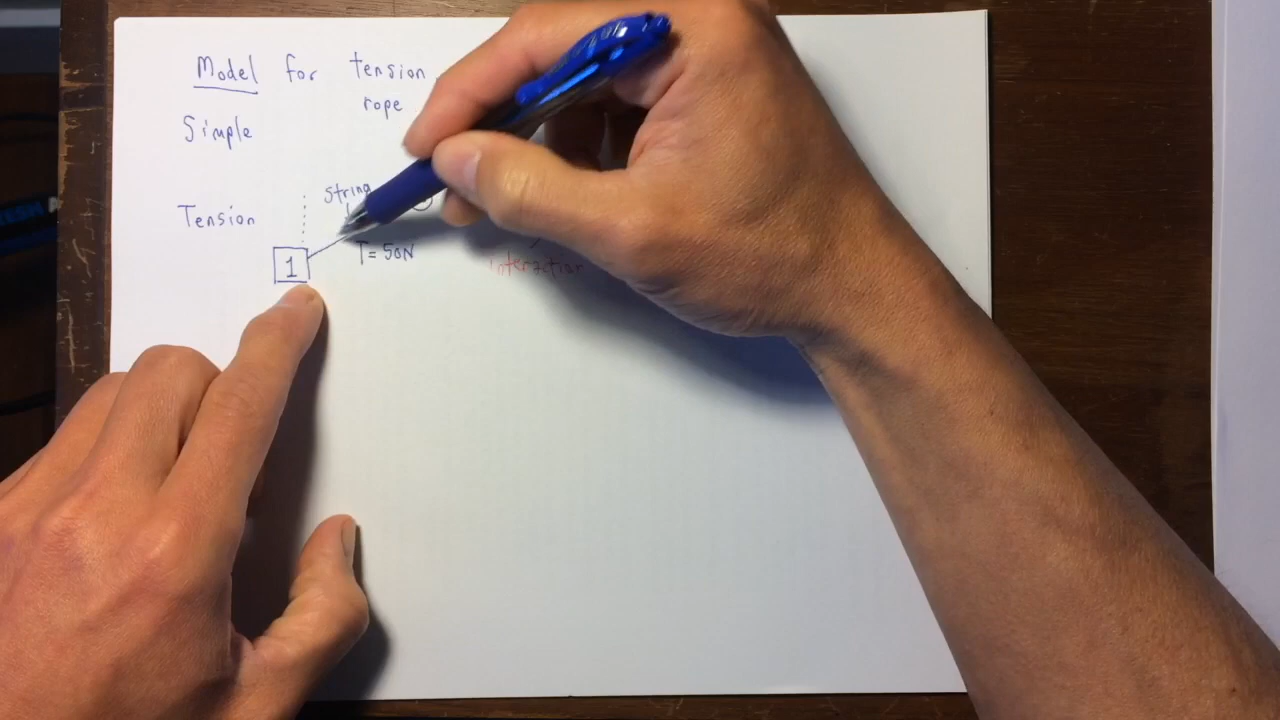 Model for tension
rope
Simple
string
Tension
T = 50N
1
interaction